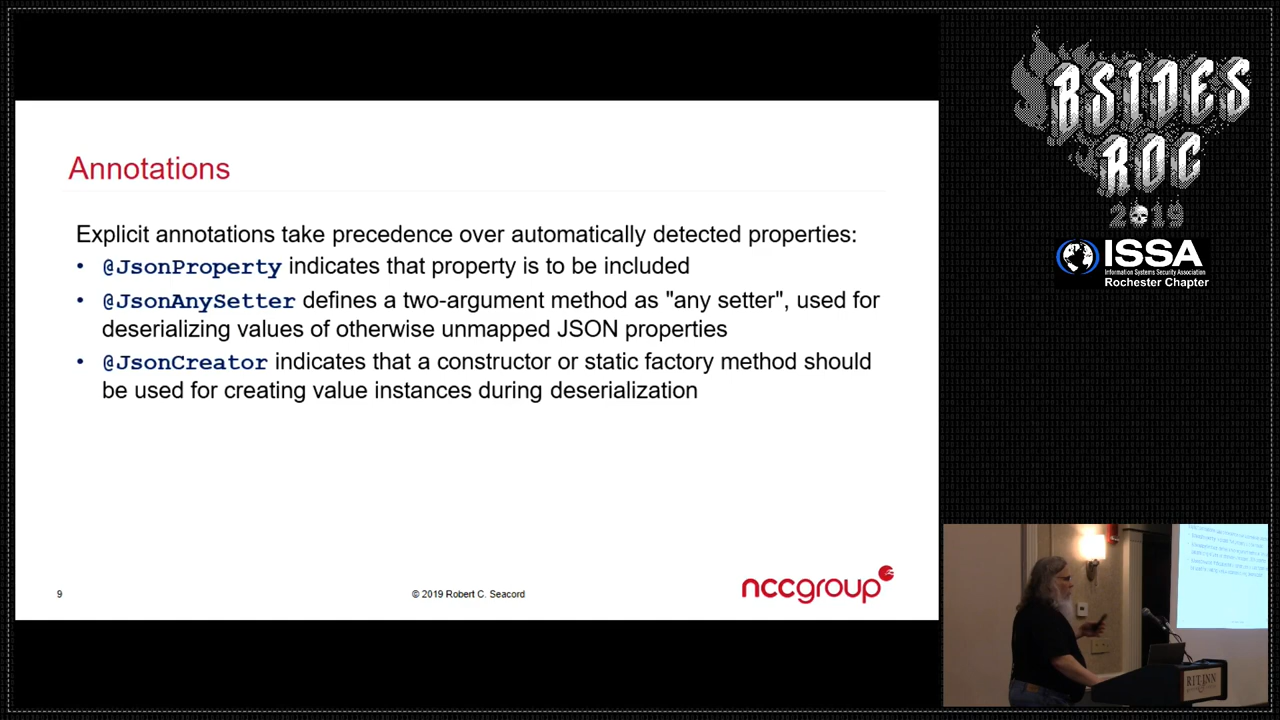 Annotations
Explicit annotations take precedence over automatically detected properties:
• @JsonProperty indicates that property is to be included
• @JsonAnySetter defines a two-argument method as "any setter", used for
deserializing values of otherwise unmapped JSON properties
• @JsonCreator indicates that a constructor or static factory method should
be used for creating value instances during deserialization
9
© 2019 Robert C. Seacord
nccgroup
BSIDES
ROC
2019
ISSA
Information Systems Security Association
Rochester Chapter
RIT INN